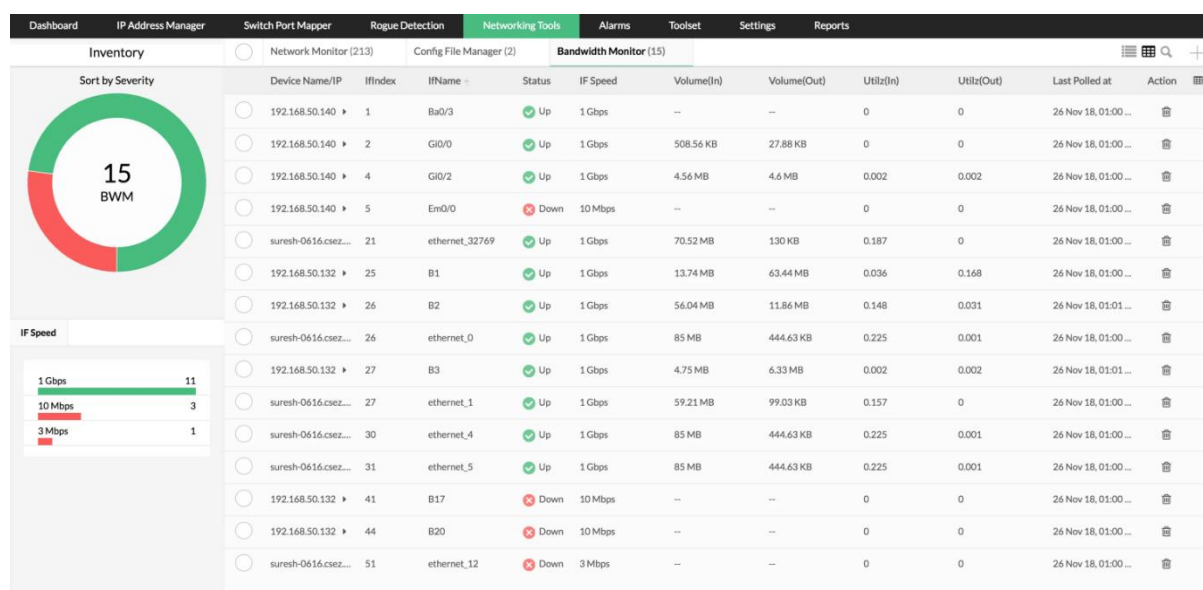 Dashboard IP Address Manager Switch Port Mapper Rogue Detection Networking Tools Alarms Toolset Settings Reports
Inventory Network Monitor (213) Config File Manager (2) Bandwidth Monitor (15)
Sort by Severity
15
BWM
IF Speed
1 Gbps 11
10 Mbps 3
3 Mbps 1
Device Name/IP IfIndex IfName Status IF Speed Volume(In) Volume(Out) Utilz(In) Utilz(Out) Last Polled at Action
192.168.50.140 1 Ba0/3 Up 1 Gbps -- -- 0 0 26 Nov 18, 01:00 ...
192.168.50.140 2 Gi0/0 Up 1 Gbps 508.56 KB 27.88 KB 0 0 26 Nov 18, 01:00 ...
192.168.50.140 4 Gi0/2 Up 1 Gbps 4.56 MB 4.6 MB 0.002 0.002 26 Nov 18, 01:00 ...
192.168.50.140 5 Em0/0 Down 10 Mbps -- -- 0 0 26 Nov 18, 01:00 ...
suresh-0616.csez.... 21 ethernet_32769 Up 1 Gbps 70.52 MB 130 KB 0.187 0 26 Nov 18, 01:00 ...
192.168.50.132 25 B1 Up 1 Gbps 13.74 MB 63.44 MB 0.036 0.168 26 Nov 18, 01:00 ...
192.168.50.132 26 B2 Up 1 Gbps 56.04 MB 11.86 MB 0.148 0.031 26 Nov 18, 01:01 ...
suresh-0616.csez.... 26 ethernet_0 Up 1 Gbps 85 MB 444.63 KB 0.225 0.001 26 Nov 18, 01:00 ...
192.168.50.132 27 B3 Up 1 Gbps 4.75 MB 6.33 MB 0.002 0.002 26 Nov 18, 01:01 ...
suresh-0616.csez.... 27 ethernet_1 Up 1 Gbps 59.21 MB 99.03 KB 0.157 0 26 Nov 18, 01:00 ...
suresh-0616.csez.... 30 ethernet_4 Up 1 Gbps 85 MB 444.63 KB 0.225 0.001 26 Nov 18, 01:00 ...
suresh-0616.csez.... 31 ethernet_5 Up 1 Gbps 85 MB 444.63 KB 0.225 0.001 26 Nov 18, 01:00 ...
192.168.50.132 41 B17 Down 10 Mbps -- -- 0 0 26 Nov 18, 01:00 ...
192.168.50.132 44 B20 Down 10 Mbps -- -- 0 0 26 Nov 18, 01:00 ...
suresh-0616.csez.... 51 ethernet_12 Down 3 Mbps -- -- 0 0 26 Nov 18, 01:00 ...